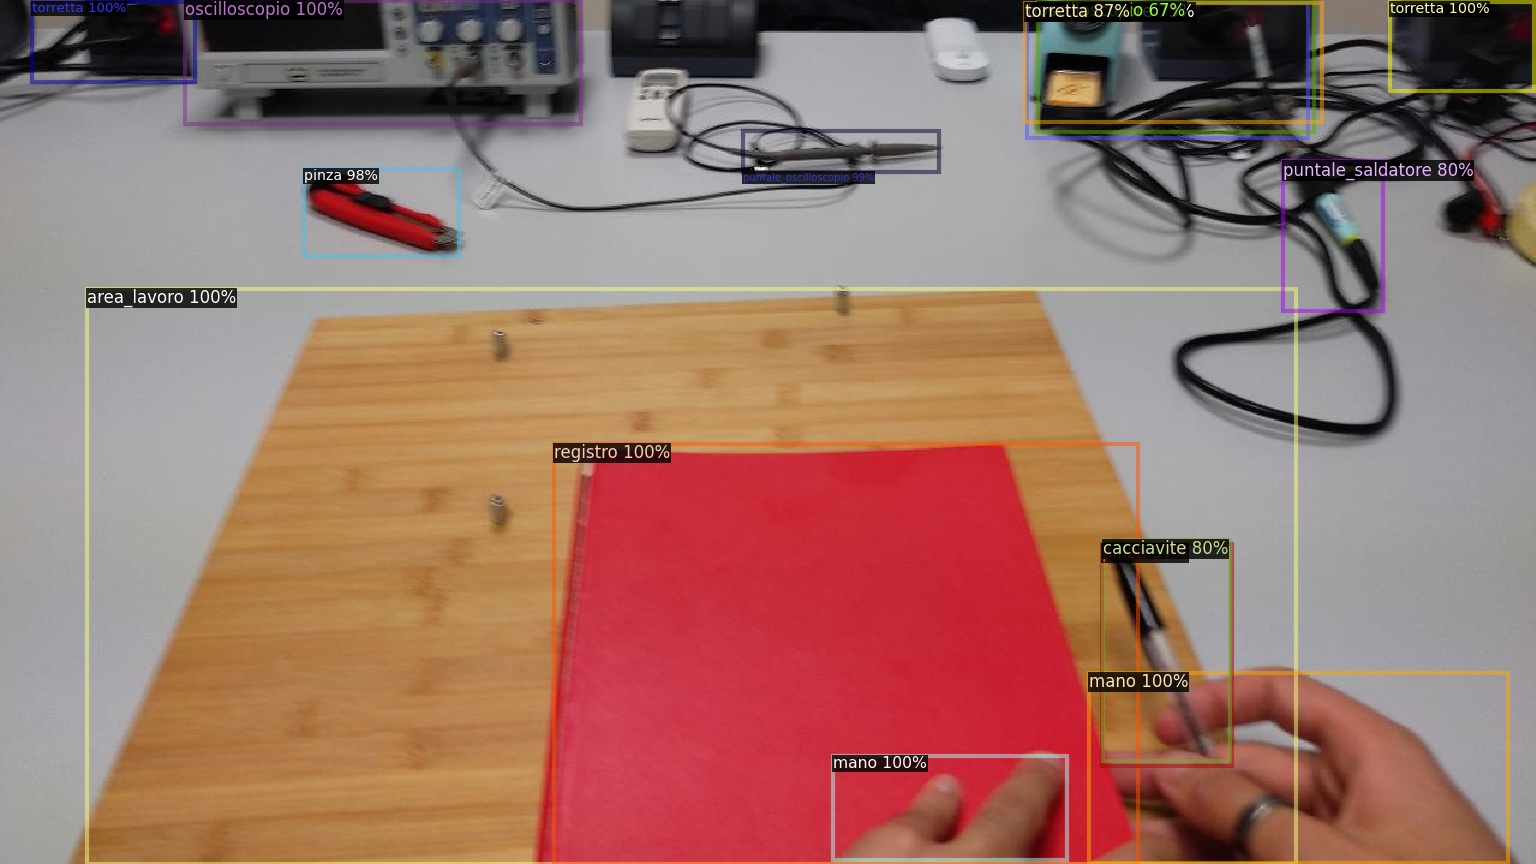 torretta 100%
oscilloscopio 100%
torretta 87%
io 67%
%
torretta 100%
pinza 98%
puntale_oscilloscopio 99%
puntale_saldatore 80%
area_lavoro 100%
registro 100%
cacciavite 80%
mano 100%
mano 100%